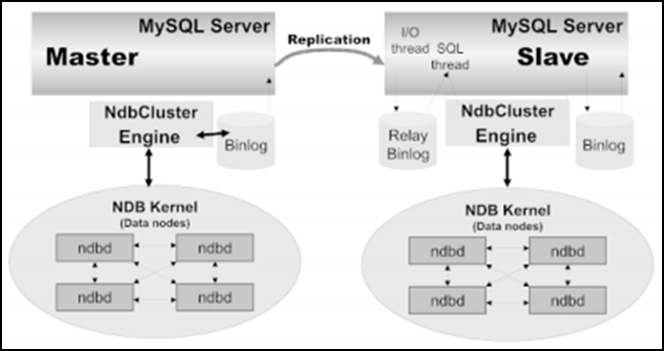 MySQL Server
Master
Replication
MySQL Server
I/O
thread
SQL
thread
Slave
NdbCluster
Engine
Binlog
Relay
Binlog
NdbCluster
Engine
Binlog
NDB Kernel
(Data nodes)
ndbd
ndbd
ndbd
ndbd
NDB Kernel
(Data nodes)
ndbd
ndbd
ndbd
ndbd